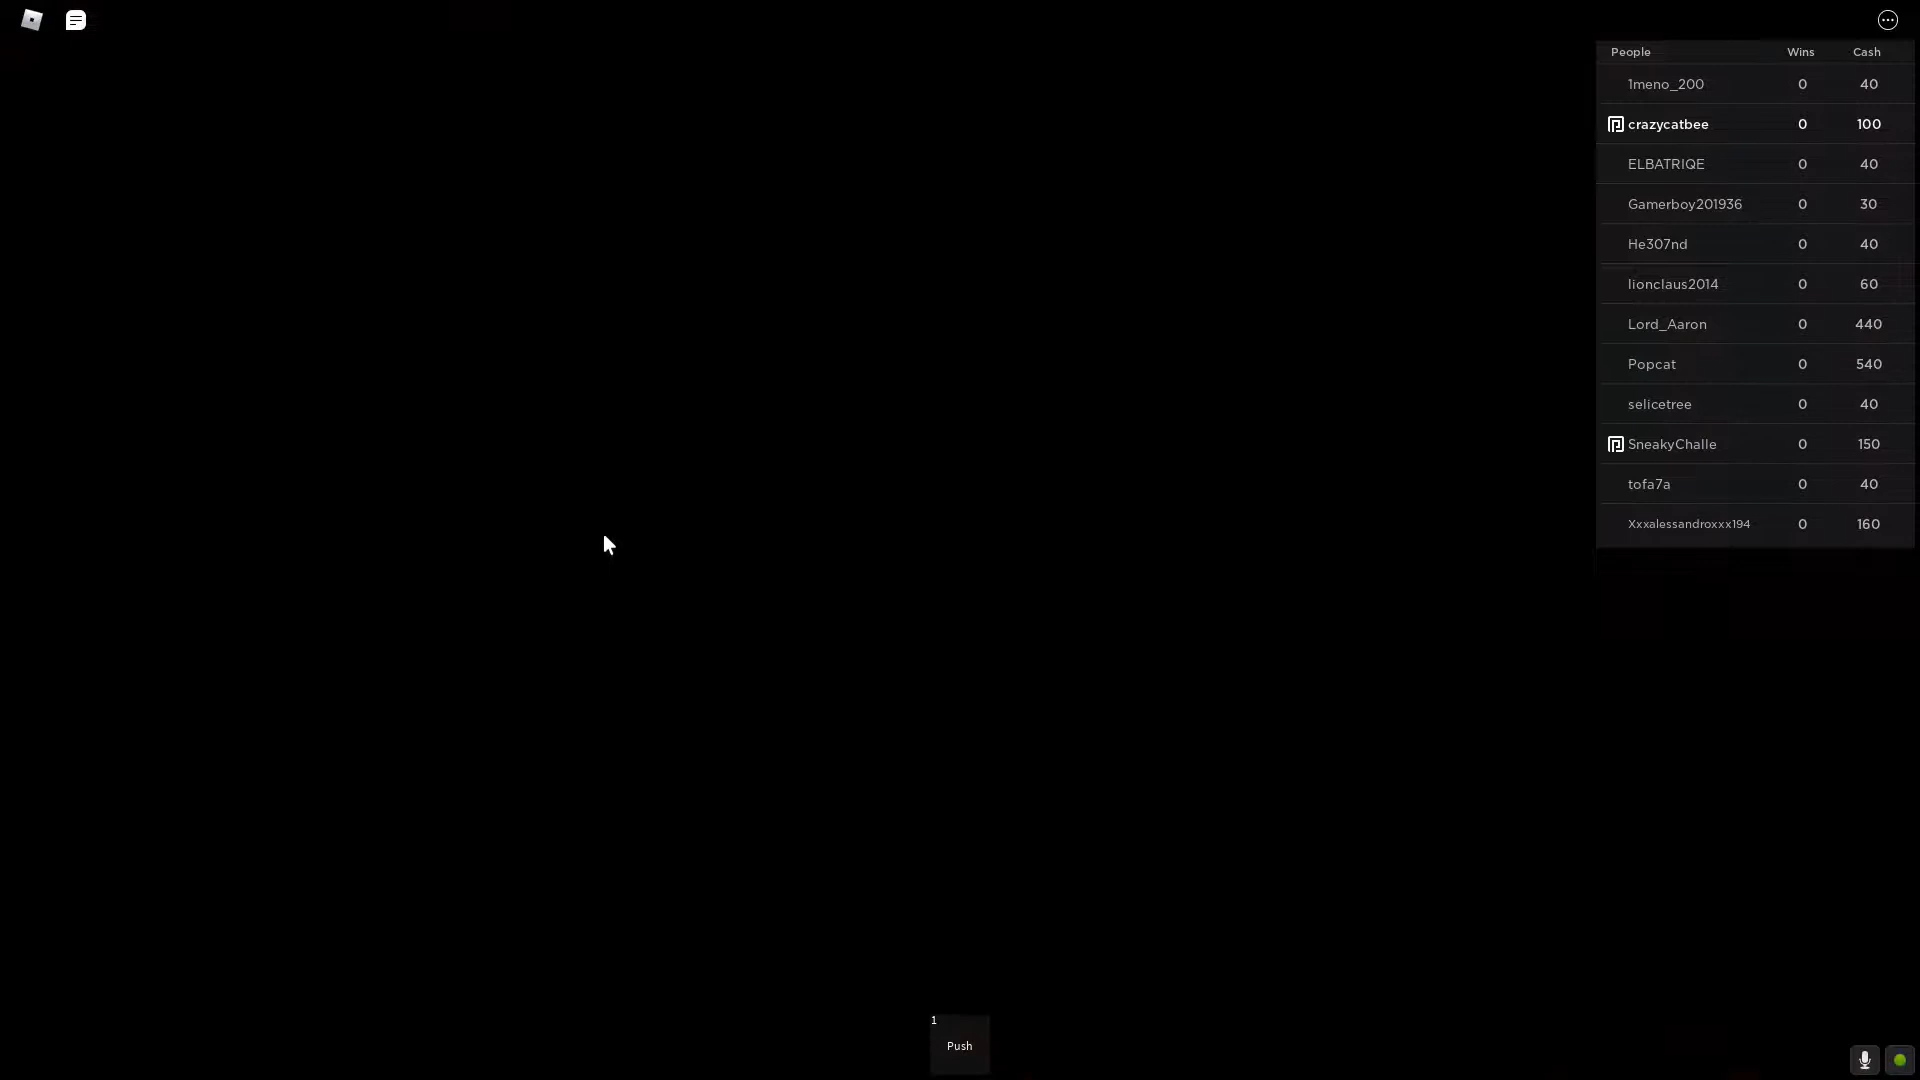 People Wins Cash
1meno_200 0 40
crazycatbee 0 100
ELBATRIQE 0 40
Gamerboy201936 0 30
He307nd 0 40
lionclaus2014 0 60
Lord_Aaron 0 440
Popcat 0 540
selicetree 0 40
SneakyChalle 0 150
tofa7a 0 40
Xxxalessandroxxx194 0 160
1
Push